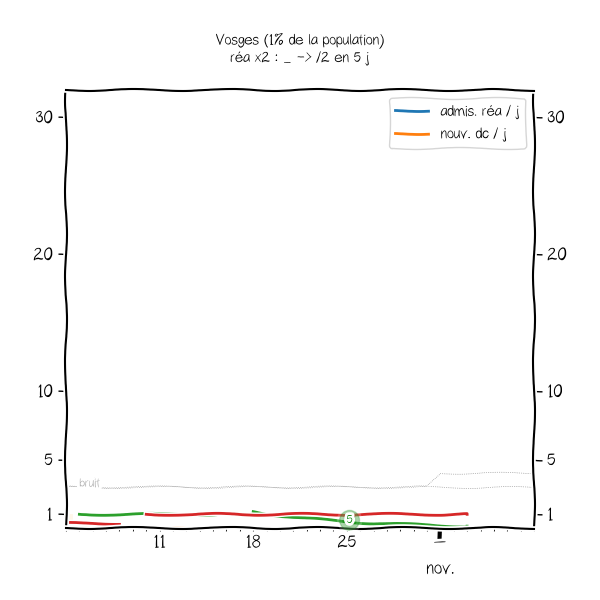 Vosges (1% de la population)
réa x2 : _ -> /2 en 5 j
admis. réa / j
nouv. dc / j
30
30
20
20
10
10
5
5
bruit
1
1
5
11
18
25
1
nov.